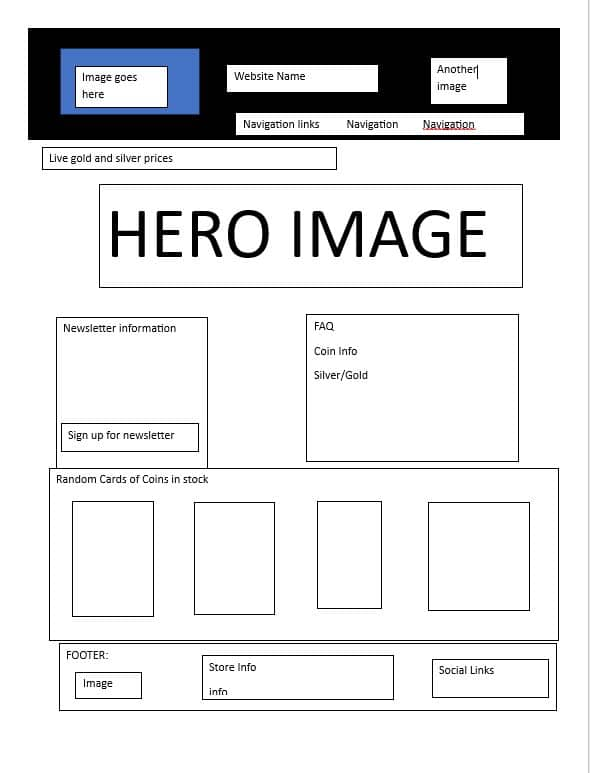 Image goes
here
Website Name
Another
image
Navigation links Navigation Navigation
Live gold and silver prices
HERO IMAGE
Newsletter information
Sign up for newsletter
FAQ
Coin Info
Silver/Gold
Random Cards of Coins in stock
FOOTER:
Image
Store Info
info
Social Links